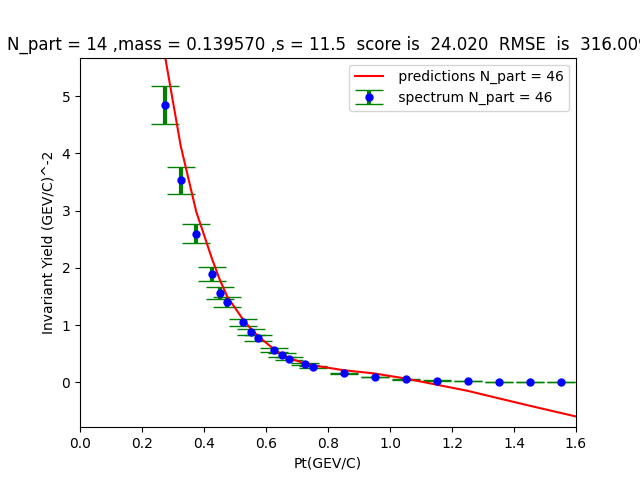 N_part = 14 ,mass = 0.139570 ,s = 11.5  score is  24.020  RMSE  is  316.009
predictions N_part = 46
spectrum N_part = 46
Invariant Yield (GEV/C)^-2
5
4
3
2
1
0
0.0 0.2 0.4 0.6 0.8 1.0 1.2 1.4 1.6
Pt(GEV/C)